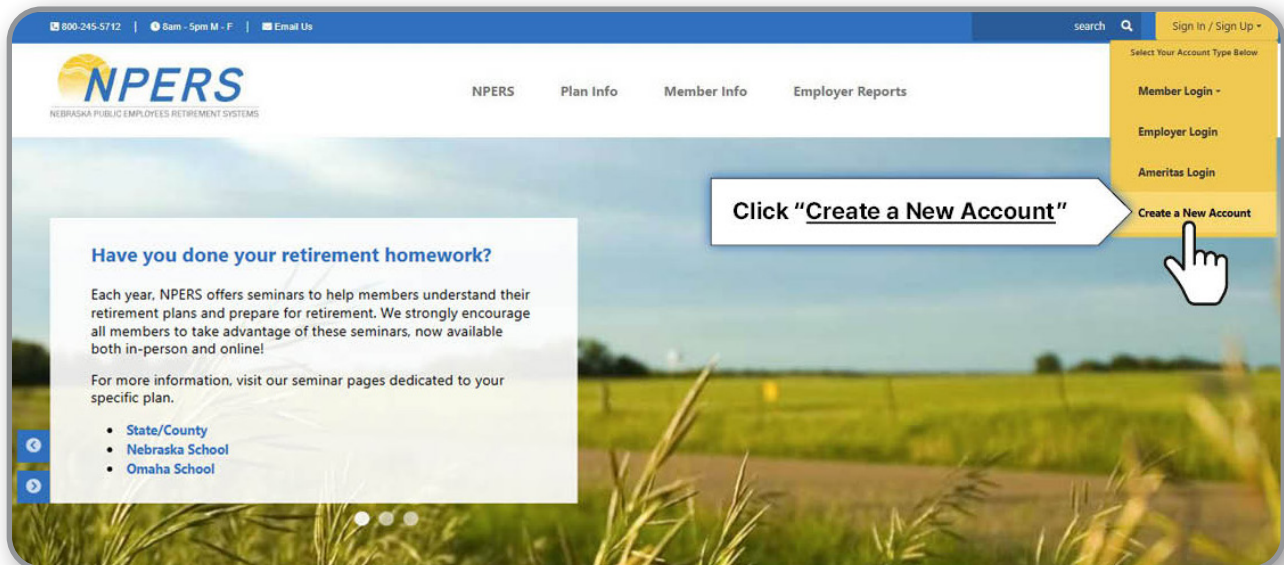 800-245-5712 | 8am - 5pm M - F | Email Us
search
Sign In / Sign Up
Select Your Account Type Below
NPERS
NEBRASKA PUBLIC EMPLOYEES RETIREMENT SYSTEMS
NPERS Plan Info Member Info Employer Reports
Member Login
Employer Login
Ameritas Login
Create a New Account
Click “Create a New Account”
Have you done your retirement homework?
Each year, NPERS offers seminars to help members understand their
retirement plans and prepare for retirement. We strongly encourage
all members to take advantage of these seminars, now available
both in-person and online!
For more information, visit our seminar pages dedicated to your
specific plan.
• State/County
• Nebraska School
• Omaha School